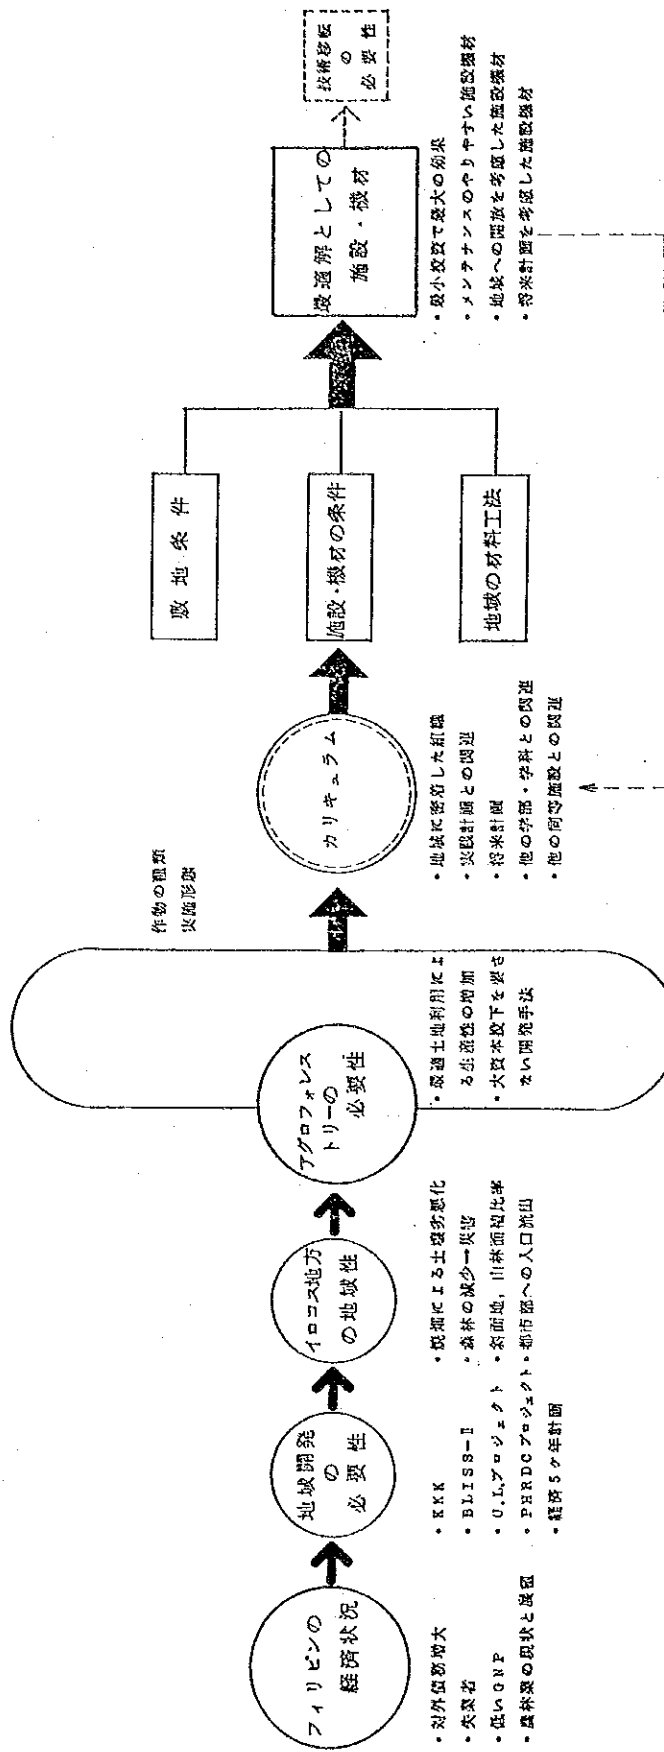 フィリピンの
経済状況
・対外債務増大
・失業者
・低いGNP
・農林業の現状と展望
地域開発
の
必要性
・KKK
・BLISS-II
・U.L.プロジェクト
・PHRDCプロジェクト
・経済5ヶ年計画
イロコス地方
の地域性
・焼畑による土壌劣悪化
・森林の減少→災害
・斜面地,山林面積比率
・都市部への人口流出
アグロフォレス
トリーの
必要性
・最適土地利用によ
る生産性の増加
・大資本投下を要さ
ない開発手法
作物の種類
実施形態
カリキュラム
・地域に密着した組織
・実践計画との関連
・将来計画
・他の学部・学科との関連
・他の同等施設との関連
敷地条件
施設・機材の条件
地域の材料工法
最適解としての
施設・機材
・最小投資で最大の効果
・メンテナンスのやりやすい施設機材
・地域への開放を考慮した施設機材
・将来計画を考慮した施設機材
技術移転
の
必要性